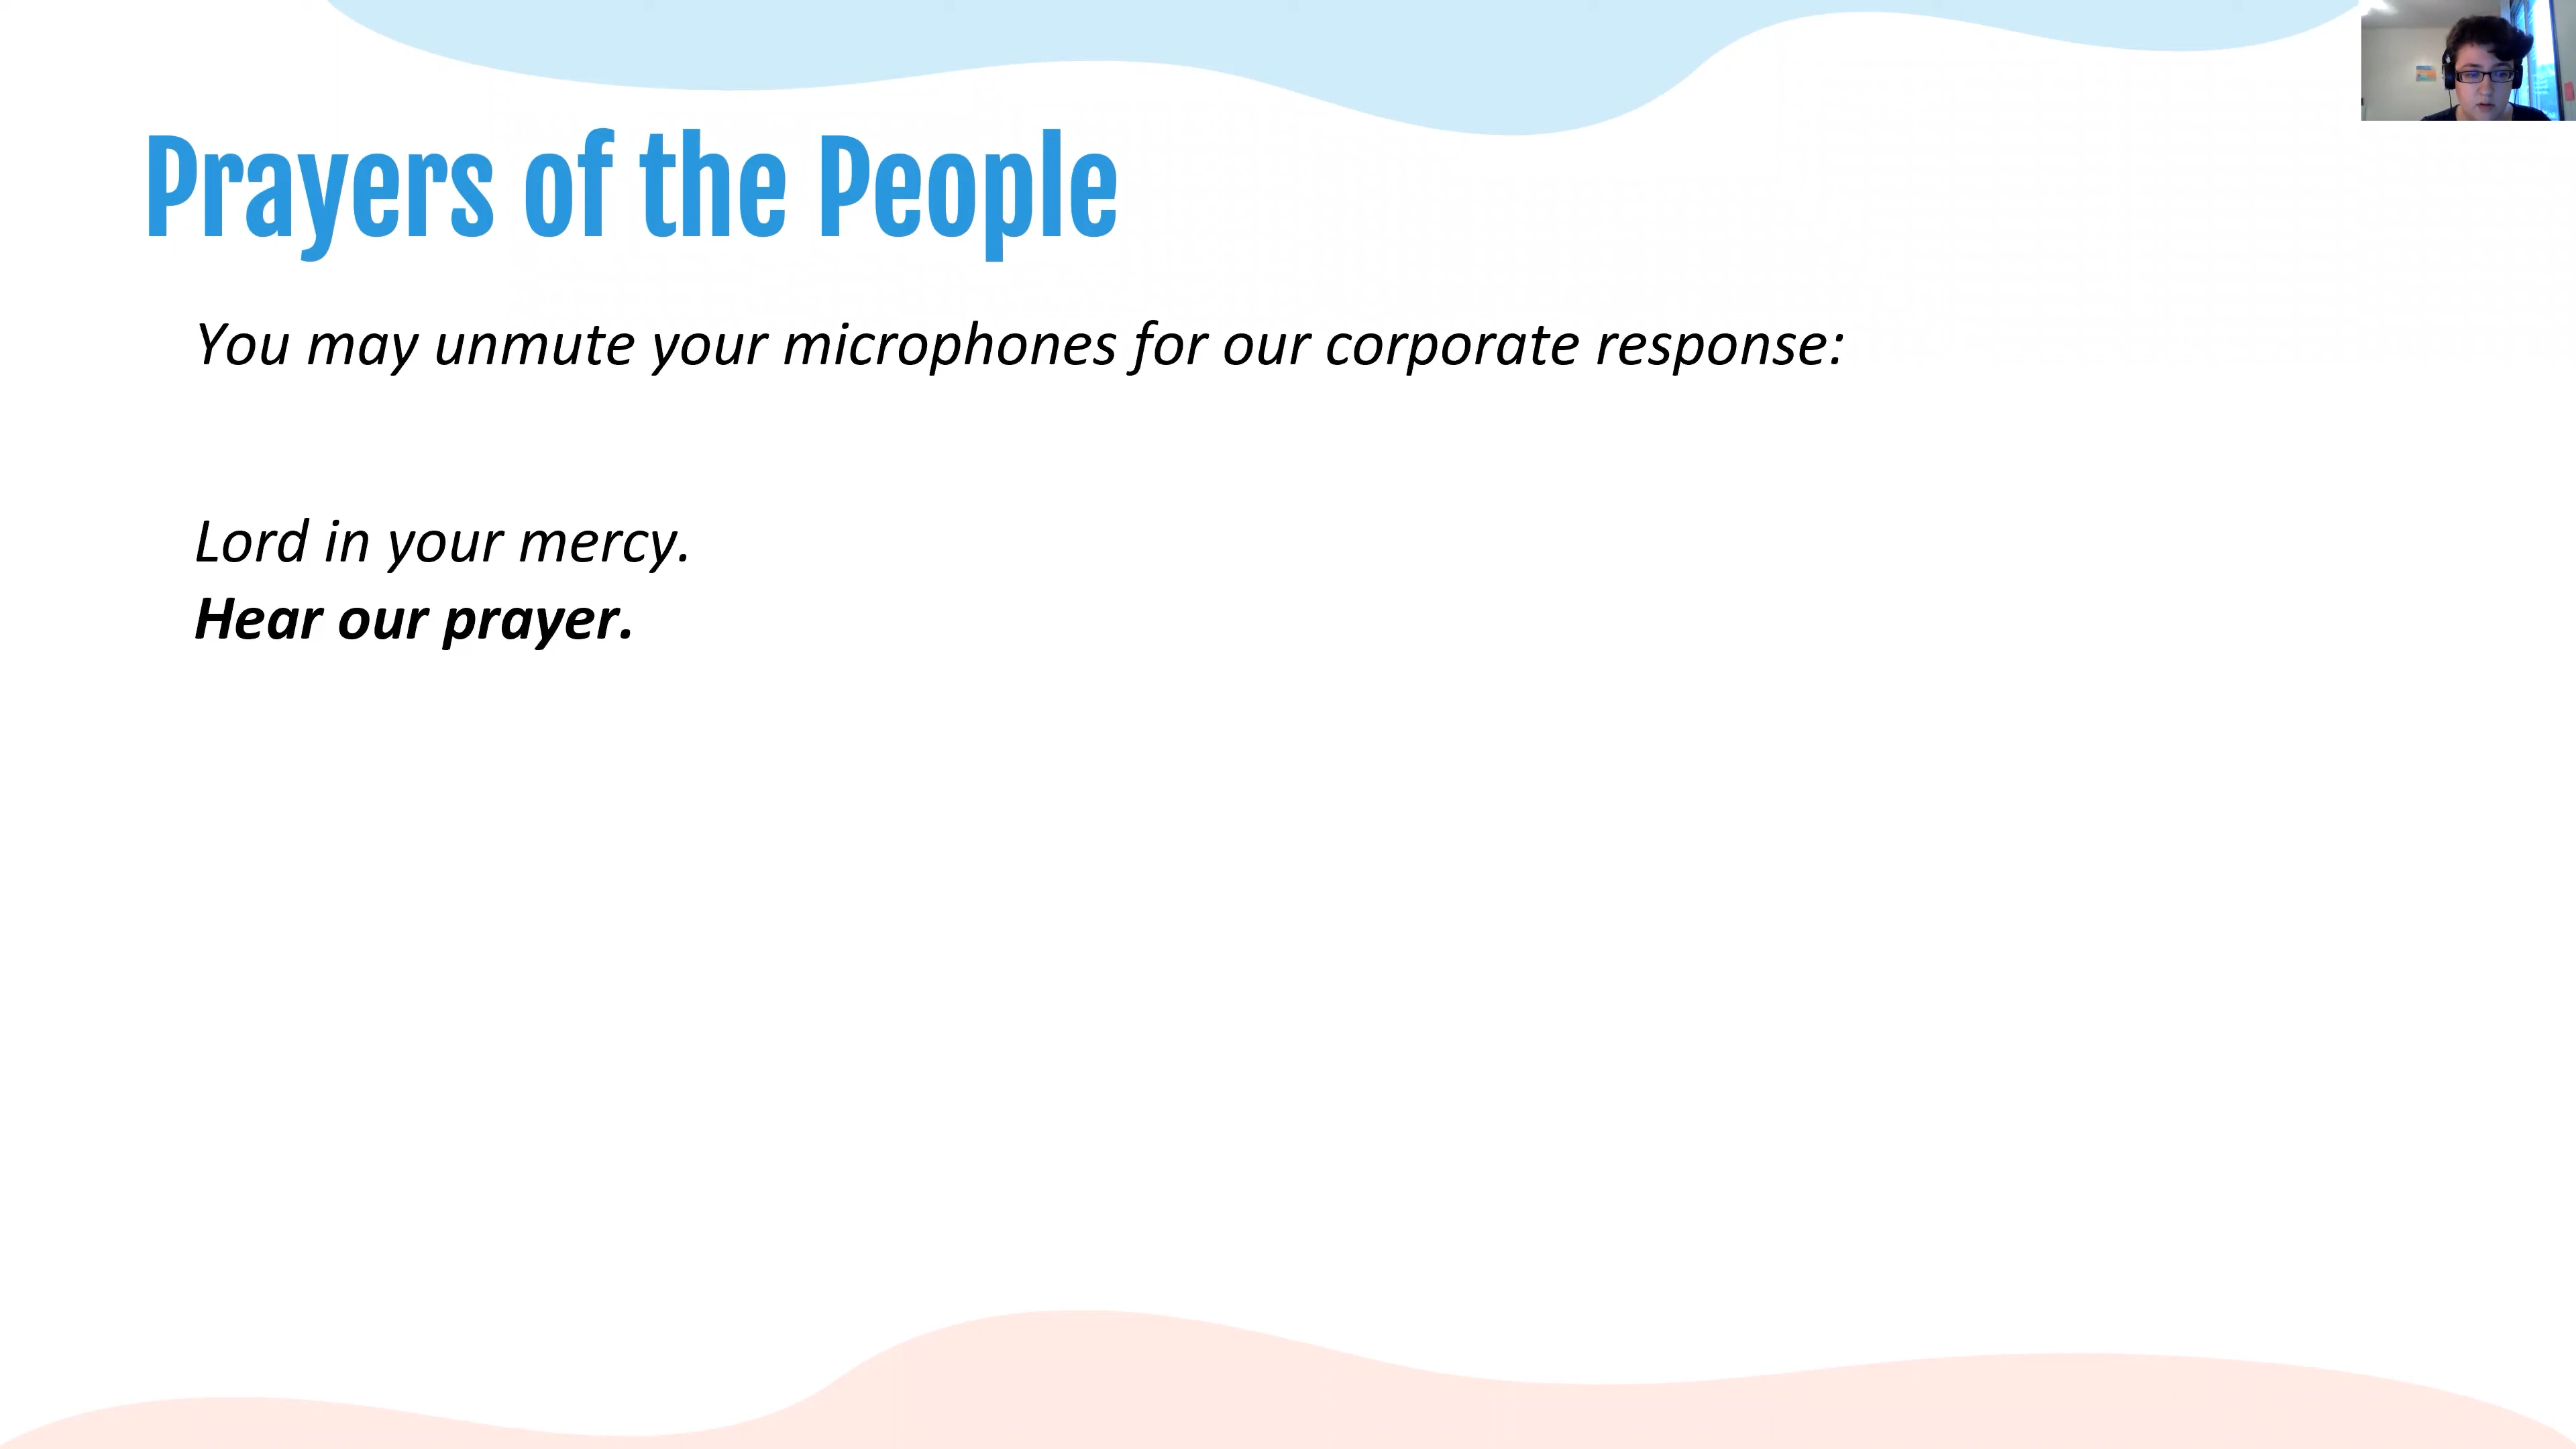 Prayers of the People
You may unmute your microphones for our corporate response:
Lord in your mercy.
Hear our prayer.